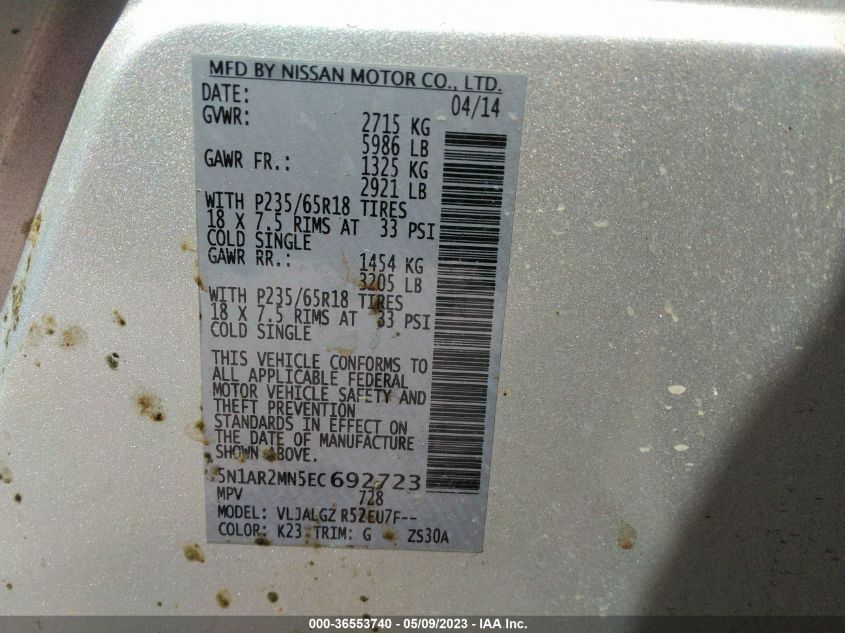 MFD BY NISSAN MOTOR CO., LTD.
DATE: 04/14
GVWR: 2715 KG
5986 LB
GAWR FR.: 1325 KG
2921 LB
WITH P235/65R18 TIRES
18 X 7.5 RIMS AT 33 PSI
COLD SINGLE
GAWR RR.: 1454 KG
3205 LB
WITH P235/65R18 TIRES
18 X 7.5 RIMS AT 33 PSI
COLD SINGLE
THIS VEHICLE CONFORMS TO
ALL APPLICABLE FEDERAL
MOTOR VEHICLE SAFETY AND
THEFT PREVENTION
STANDARDS IN EFFECT ON
THE DATE OF MANUFACTURE
SHOWN ABOVE.
5N1AR2MN5EC692723
MPV 728
MODEL: VLJALGZ R52EU7F--
COLOR: K23 TRIM: G ZS30A
000-36553740 - 05/09/2023 - IAA Inc.